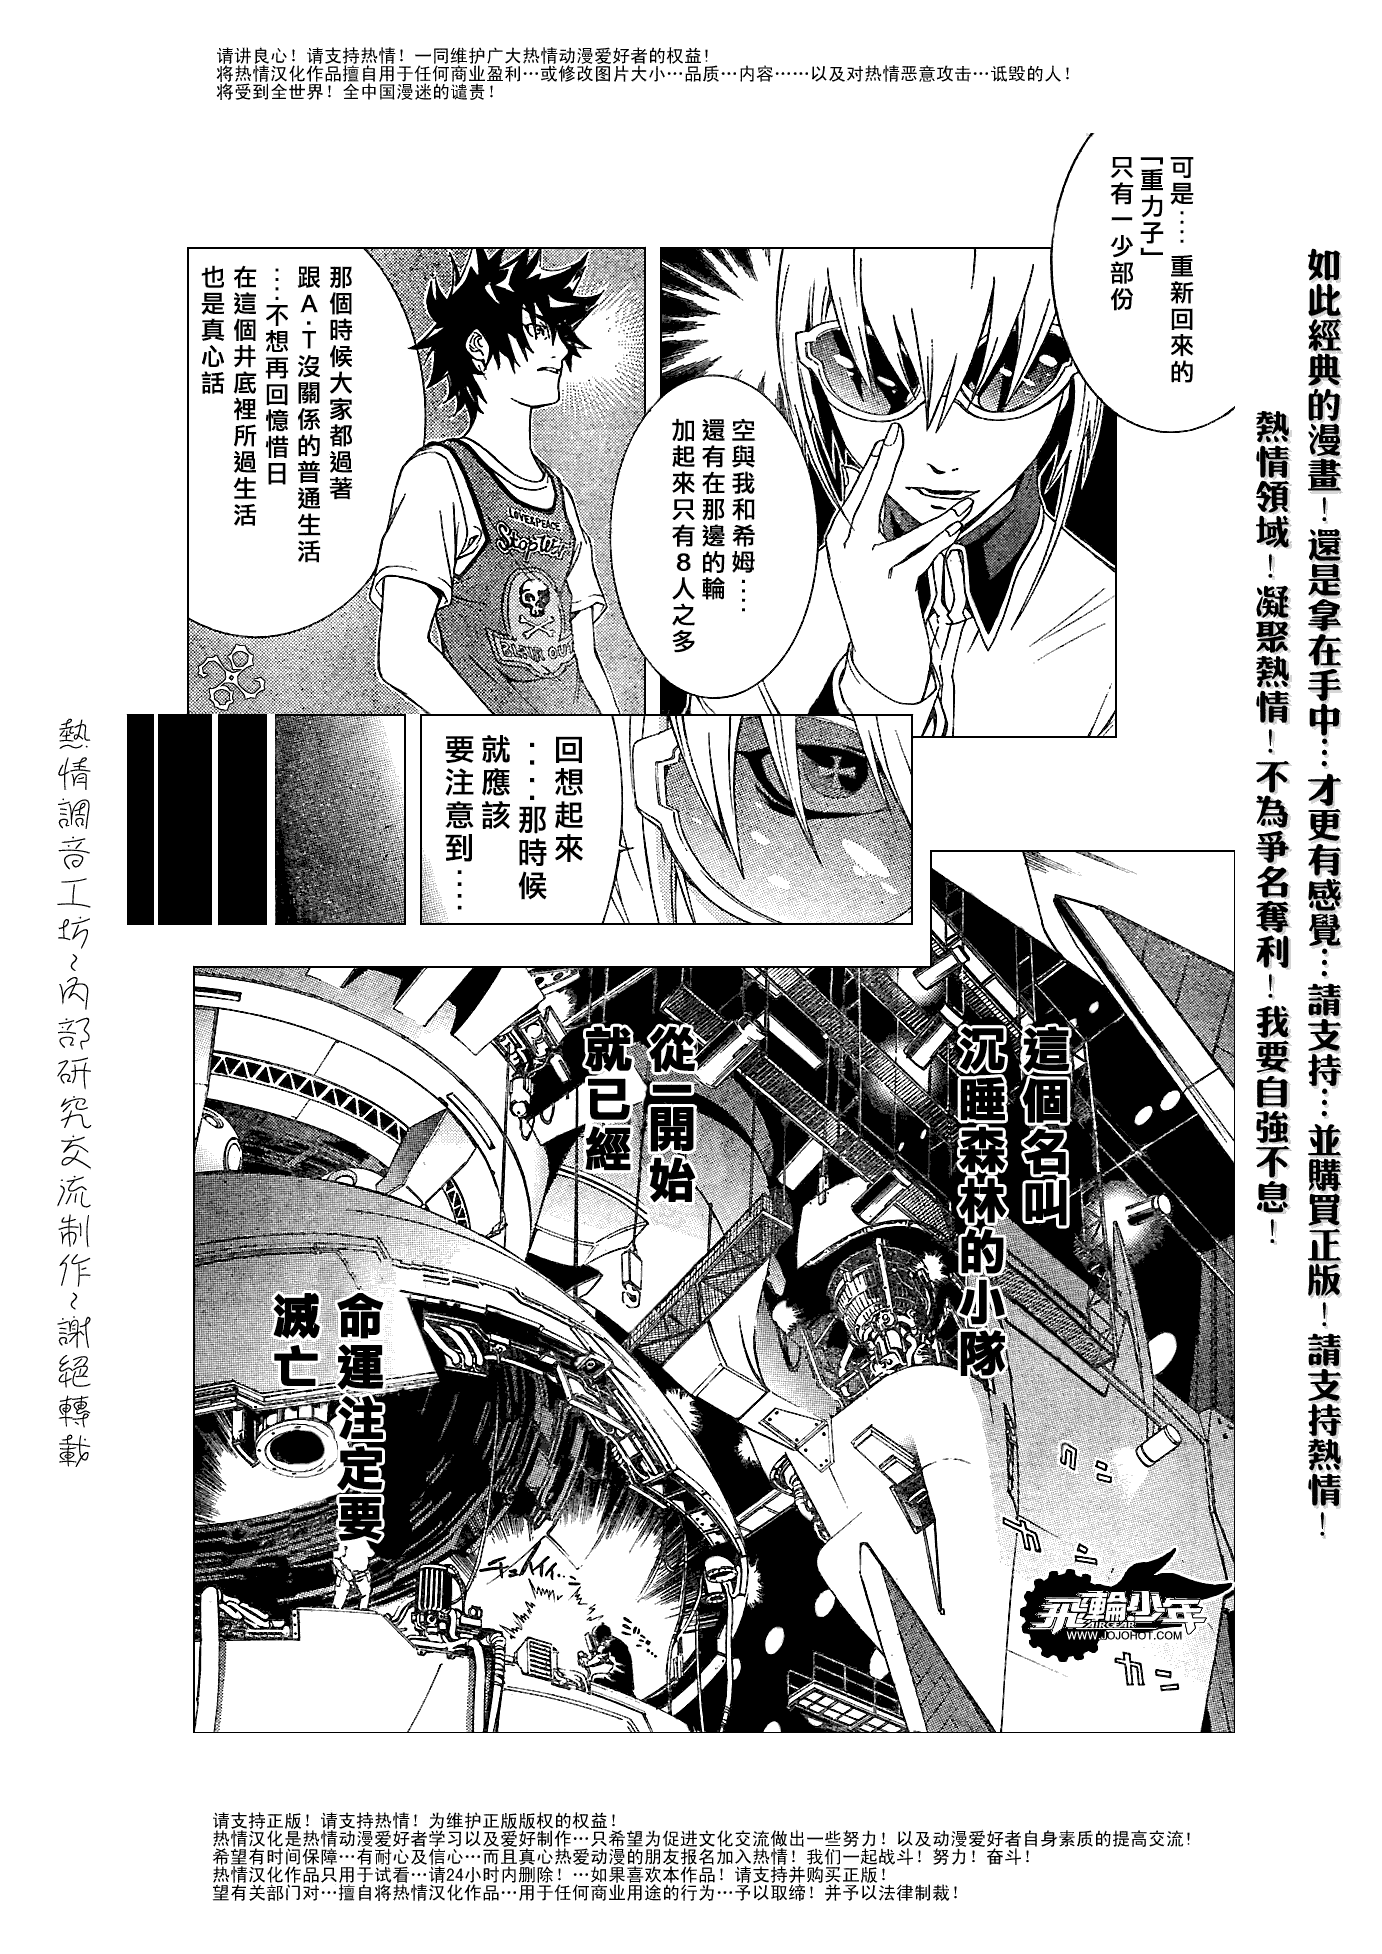 请讲良心！请支持热情！一同维护广大热情动漫爱好者的权益！
将热情汉化作品擅自用于任何商业盈利…或修改图片大小…品质…内容……以及对热情恶意攻击…诋毁的人！
将受到全世界！全中国漫迷的谴责！
如此經典的漫畫！還是拿在手中…才更有感覺…請支持…並購買正版！請支持熱情！
熱情領域！凝聚熱情！不為爭名奪利！我要自強不息！
可是‥‥重新回來的
「重力子」
只有一少部份
空與我和希姆‥‥
還有在那邊的輪
加起來只有8人之多
那個時候大家都過著
跟A·T沒關係的普通生活
‥‥不想再回憶惜日
在這個井底裡所過生活
也是真心話
LOVE&PEACE
Stop War
回想起來
‥‥那時候
就應該
要注意到‥‥
這個名叫
沉睡森林的小隊
從一開始
就已經
命運注定要
滅亡
チュイイィ‥
カン
カン
飛輪少年
AIRGEAR
WWW.JOJOHOT.COM
熱情調音工坊~內部研究交流制作~謝絕轉載
请支持正版！请支持热情！为维护正版版权的权益！
热情汉化是热情动漫爱好者学习以及爱好制作…只希望为促进文化交流做出一些努力！以及动漫爱好者自身素质的提高交流！
希望有时间保障…有耐心及信心…而且真心热爱动漫的朋友报名加入热情！我们一起战斗！努力！奋斗！
热情汉化作品只用于试看…请24小时内删除！…如果喜欢本作品！请支持并购买正版！
望有关部门对…擅自将热情汉化作品…用于任何商业用途的行为…予以取缔！并予以法律制裁！